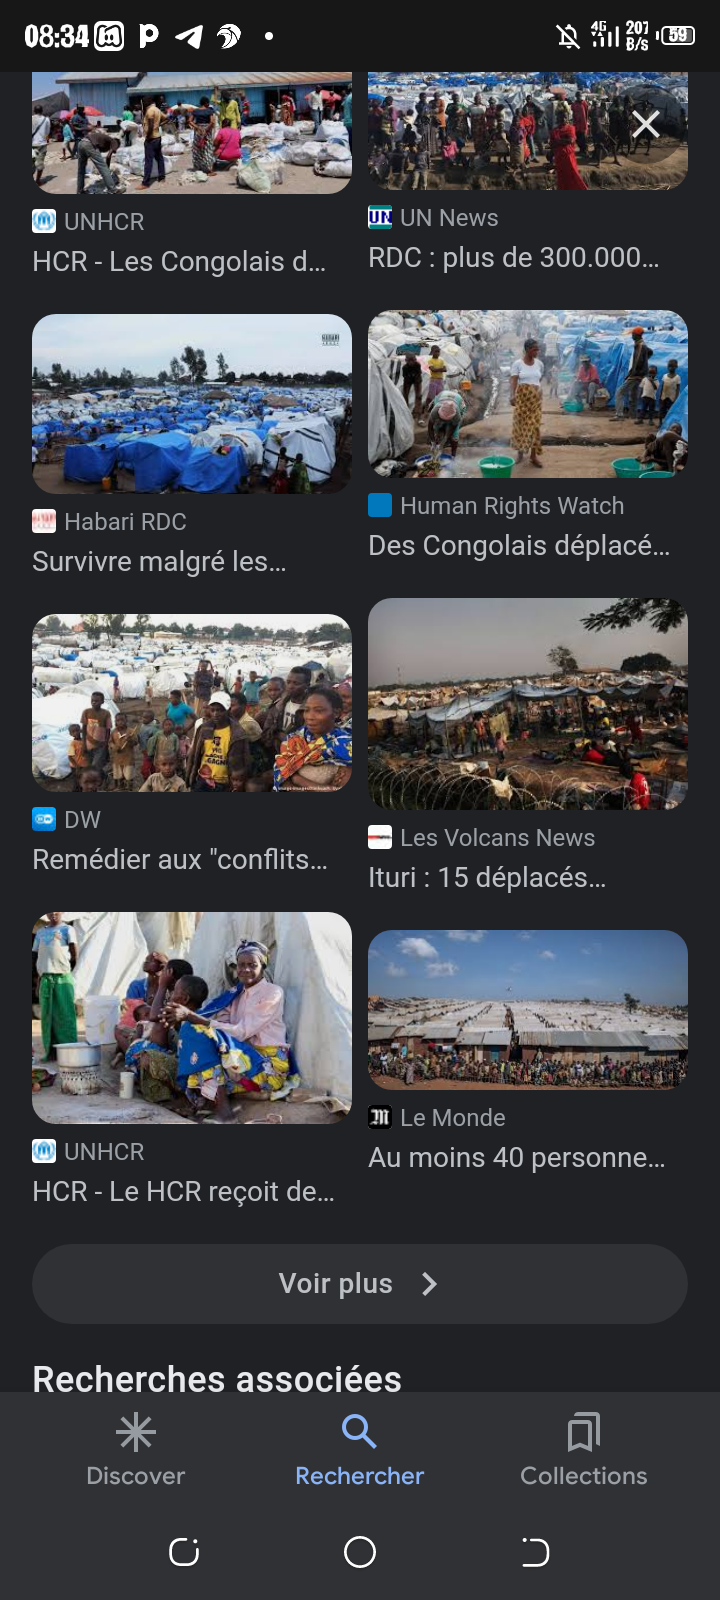 08:34
4G
207
B/s
59
UNHCR
HCR - Les Congolais d...
UN News
RDC : plus de 300.000...
Habari RDC
Survivre malgré les...
Human Rights Watch
Des Congolais déplacé...
DW
Remédier aux "conflits...
Les Volcans News
Ituri : 15 déplacés...
UNHCR
HCR - Le HCR reçoit de...
Le Monde
Au moins 40 personne...
Voir plus
Recherches associées
Discover
Rechercher
Collections